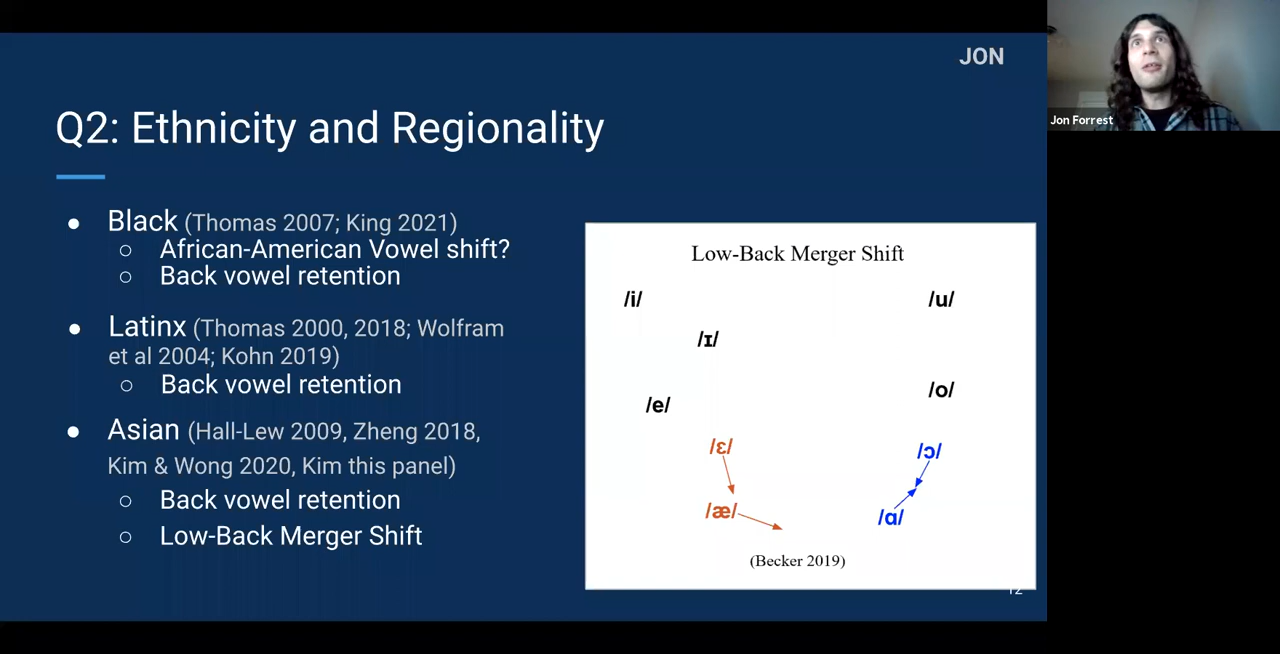 JON
Jon Forrest
Q2: Ethnicity and Regionality
● Black (Thomas 2007; King 2021)
○ African-American Vowel shift?
○ Back vowel retention
● Latinx (Thomas 2000, 2018; Wolfram
et al 2004; Kohn 2019)
○ Back vowel retention
● Asian (Hall-Lew 2009, Zheng 2018,
Kim & Wong 2020, Kim this panel)
○ Back vowel retention
○ Low-Back Merger Shift
Low-Back Merger Shift
/i/ /u/
/ɪ/
/e/ /o/
/ɛ/ /ɔ/
/æ/ /ɑ/
(Becker 2019)
12